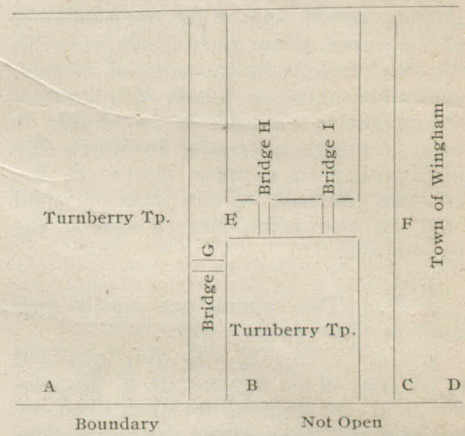 Bridge H
Bridge I
Town of Wingham
Turnberry Tp.
E
F
Bridge G
Turnberry Tp.
A
B
C
D
Boundary
Not Open